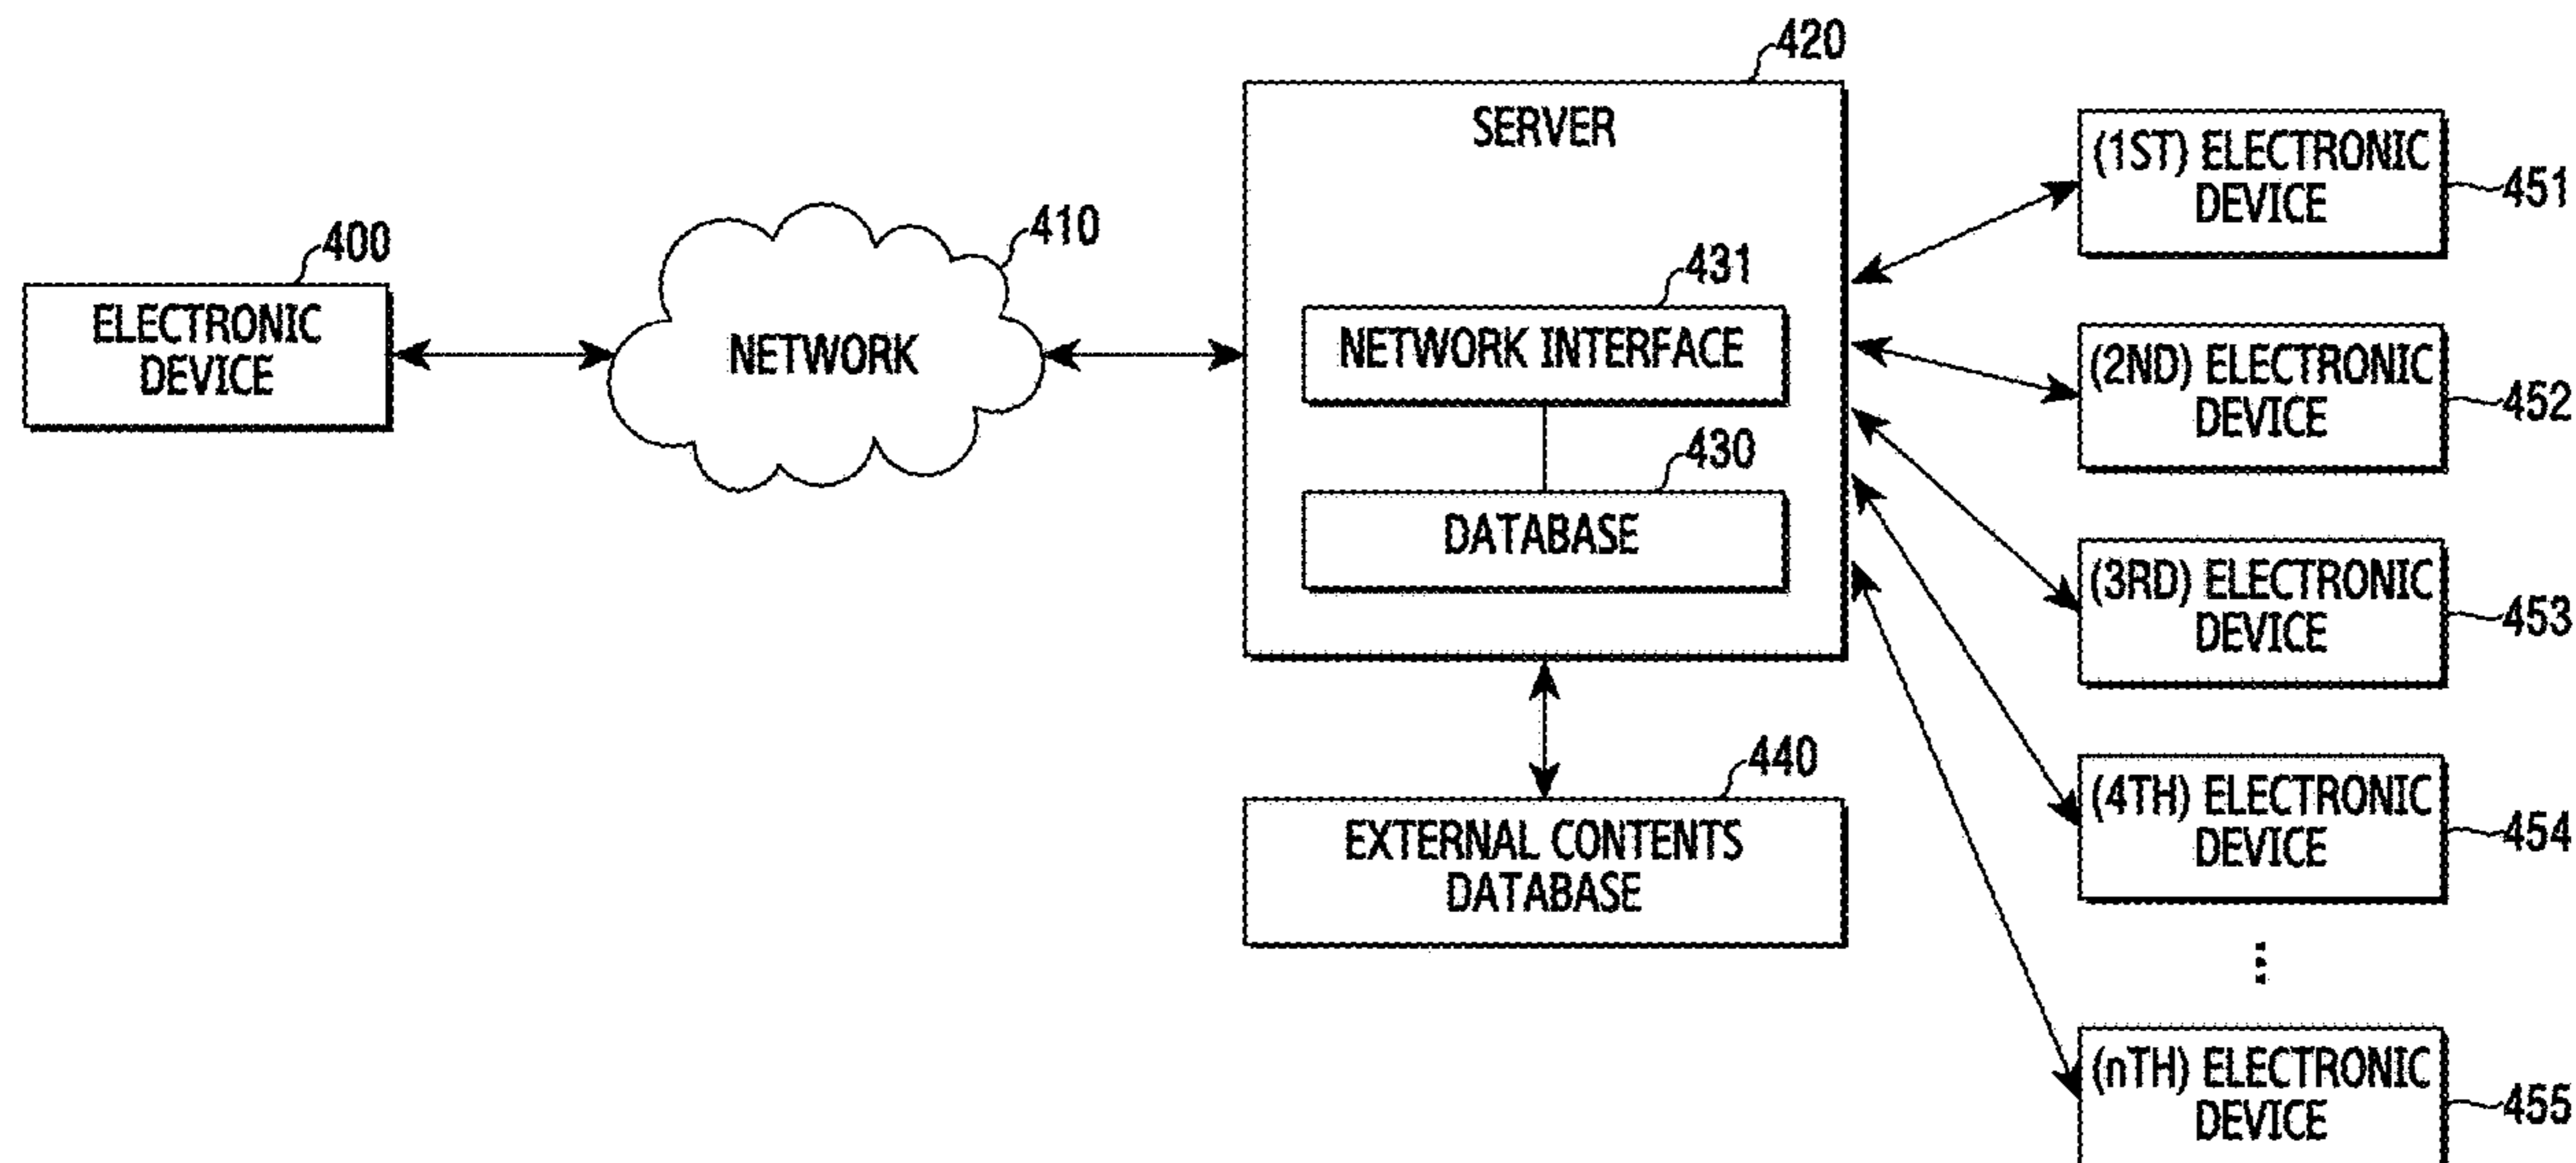 400
ELECTRONIC
DEVICE
410
NETWORK
420
SERVER
431
NETWORK INTERFACE
430
DATABASE
440
EXTERNAL CONTENTS
DATABASE
(1ST) ELECTRONIC
DEVICE
451
(2ND) ELECTRONIC
DEVICE
452
(3RD) ELECTRONIC
DEVICE
453
(4TH) ELECTRONIC
DEVICE
454
⋮
(nTH) ELECTRONIC
DEVICE
455